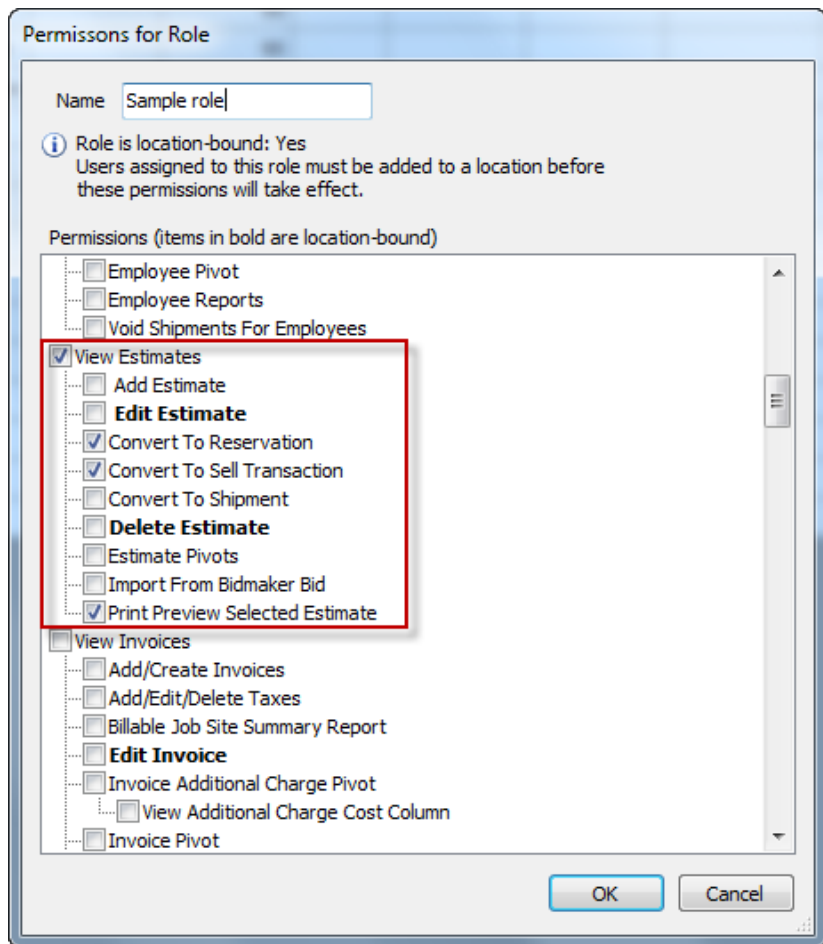 Permissons for Role
Name Sample role
Role is location-bound: Yes
Users assigned to this role must be added to a location before
these permissions will take effect.
Permissions (items in bold are location-bound)
Employee Pivot
Employee Reports
Void Shipments For Employees
View Estimates
Add Estimate
Edit Estimate
Convert To Reservation
Convert To Sell Transaction
Convert To Shipment
Delete Estimate
Estimate Pivots
Import From Bidmaker Bid
Print Preview Selected Estimate
View Invoices
Add/Create Invoices
Add/Edit/Delete Taxes
Billable Job Site Summary Report
Edit Invoice
Invoice Additional Charge Pivot
View Additional Charge Cost Column
Invoice Pivot
OK Cancel